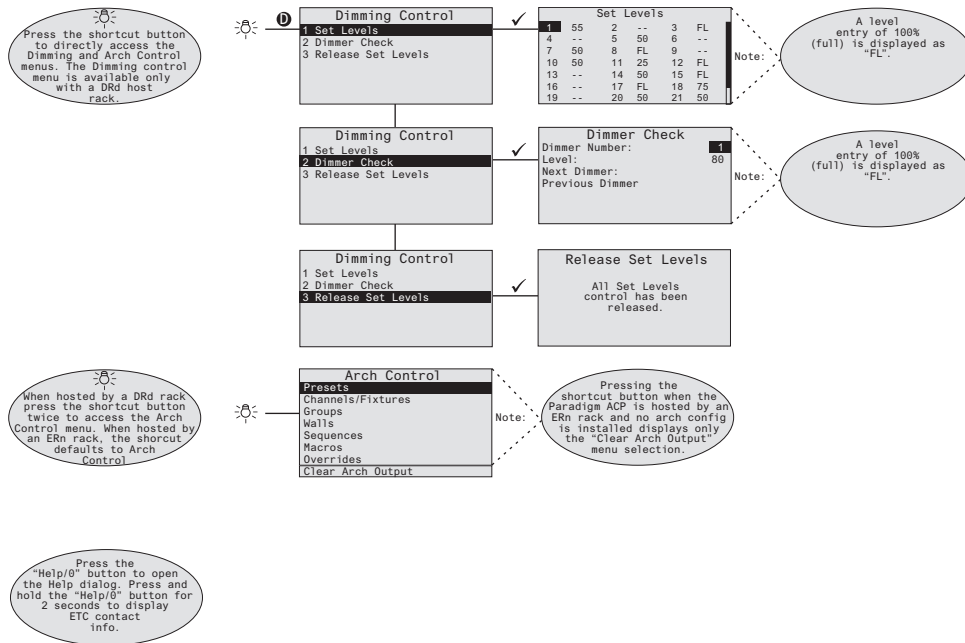 Press the shortcut button
to directly access the
Dimming and Arch Control
menus. The Dimming control
menu is available only
with a DRd host
rack.
D
Dimming Control
1 Set Levels
2 Dimmer Check
3 Release Set Levels
Set Levels
1 55 2 -- 3 FL
4 -- 5 50 6 --
7 50 8 FL 9 --
10 50 11 25 12 FL
13 -- 14 50 15 FL
16 -- 17 FL 18 75
19 -- 20 50 21 50
Note:
A level
entry of 100%
(full) is displayed as
“FL”.
Dimming Control
1 Set Levels
2 Dimmer Check
3 Release Set Levels
Dimmer Check
Dimmer Number: 1
Level: 80
Next Dimmer:
Previous Dimmer
Note:
A level
entry of 100%
(full) is displayed as
“FL”.
Dimming Control
1 Set Levels
2 Dimmer Check
3 Release Set Levels
Release Set Levels
All Set Levels
control has been
released.
When hosted by a DRd rack
press the shortcut button
twice to access the Arch
Control menu. When hosted by
an ERn rack, the shorcut
defaults to Arch
Control
Arch Control
Presets
Channels/Fixtures
Groups
Walls
Sequences
Macros
Overrides
Clear Arch Output
Note:
Pressing the
shortcut button when the
Paradigm ACP is hosted by an
ERn rack and no arch config
is installed displays only
the “Clear Arch Output”
menu selection.
Press the
“Help/0” button to open
the Help dialog. Press and
hold the “Help/0” button for
2 seconds to display
ETC contact
info.